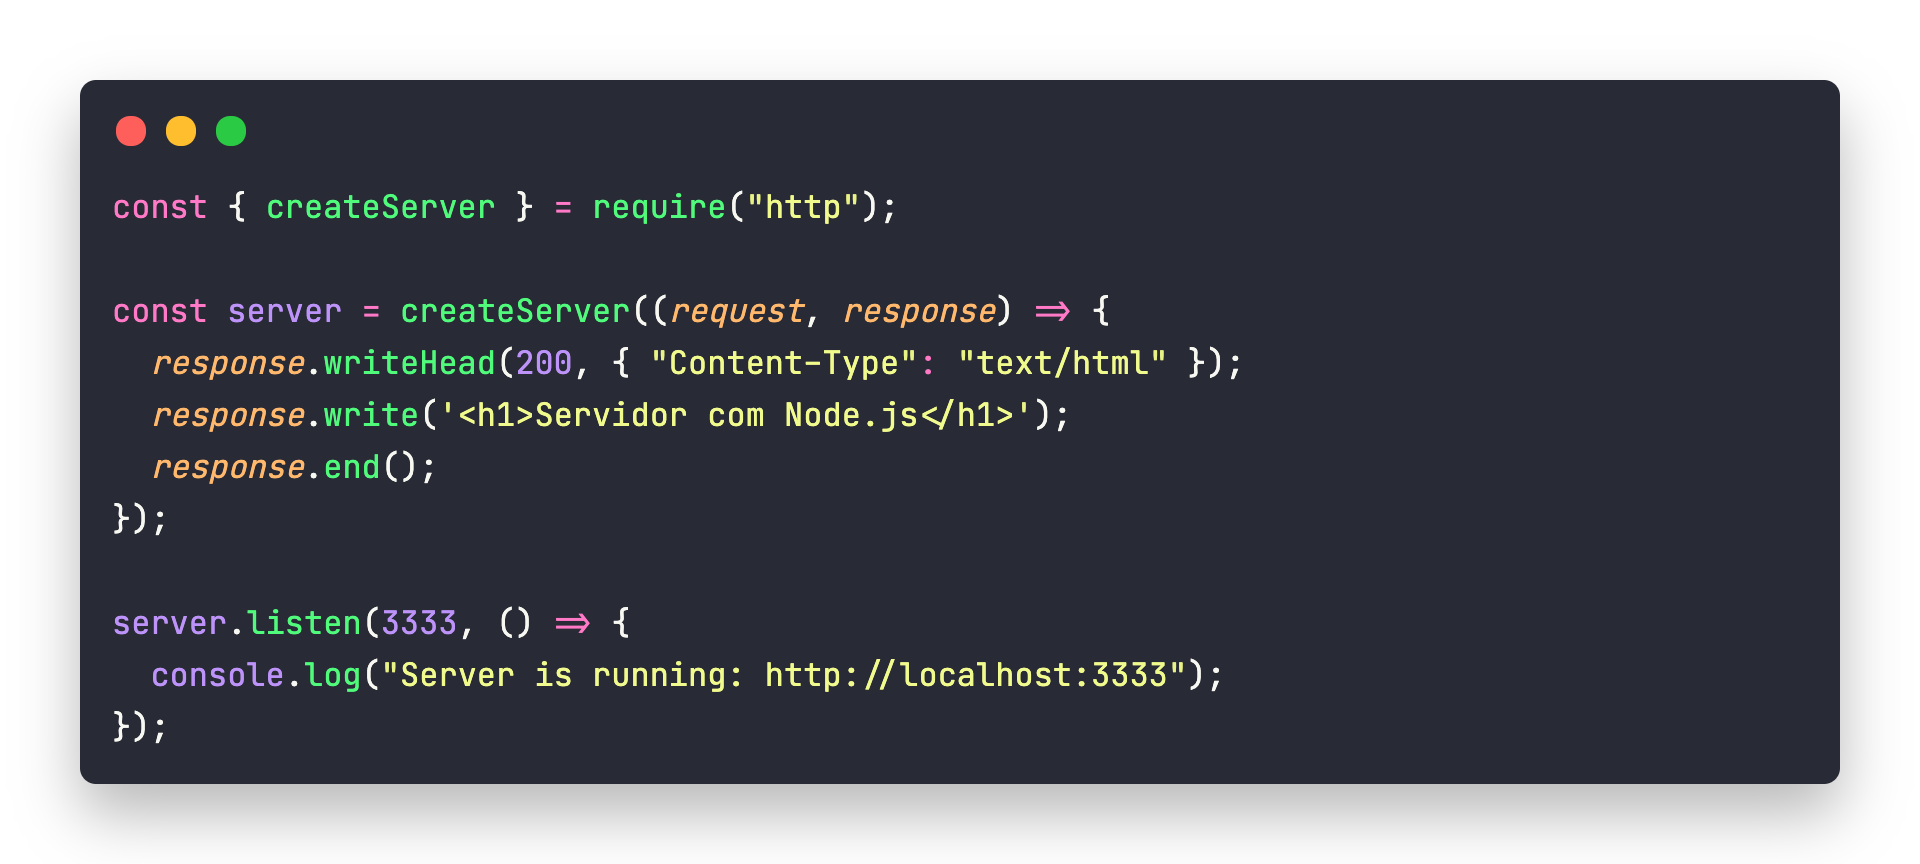 const { createServer } = require("http");

const server = createServer((request, response) => {
  response.writeHead(200, { "Content-Type": "text/html" });
  response.write('<h1>Servidor com Node.js</h1>');
  response.end();
});

server.listen(3333, () => {
  console.log("Server is running: http://localhost:3333");
});